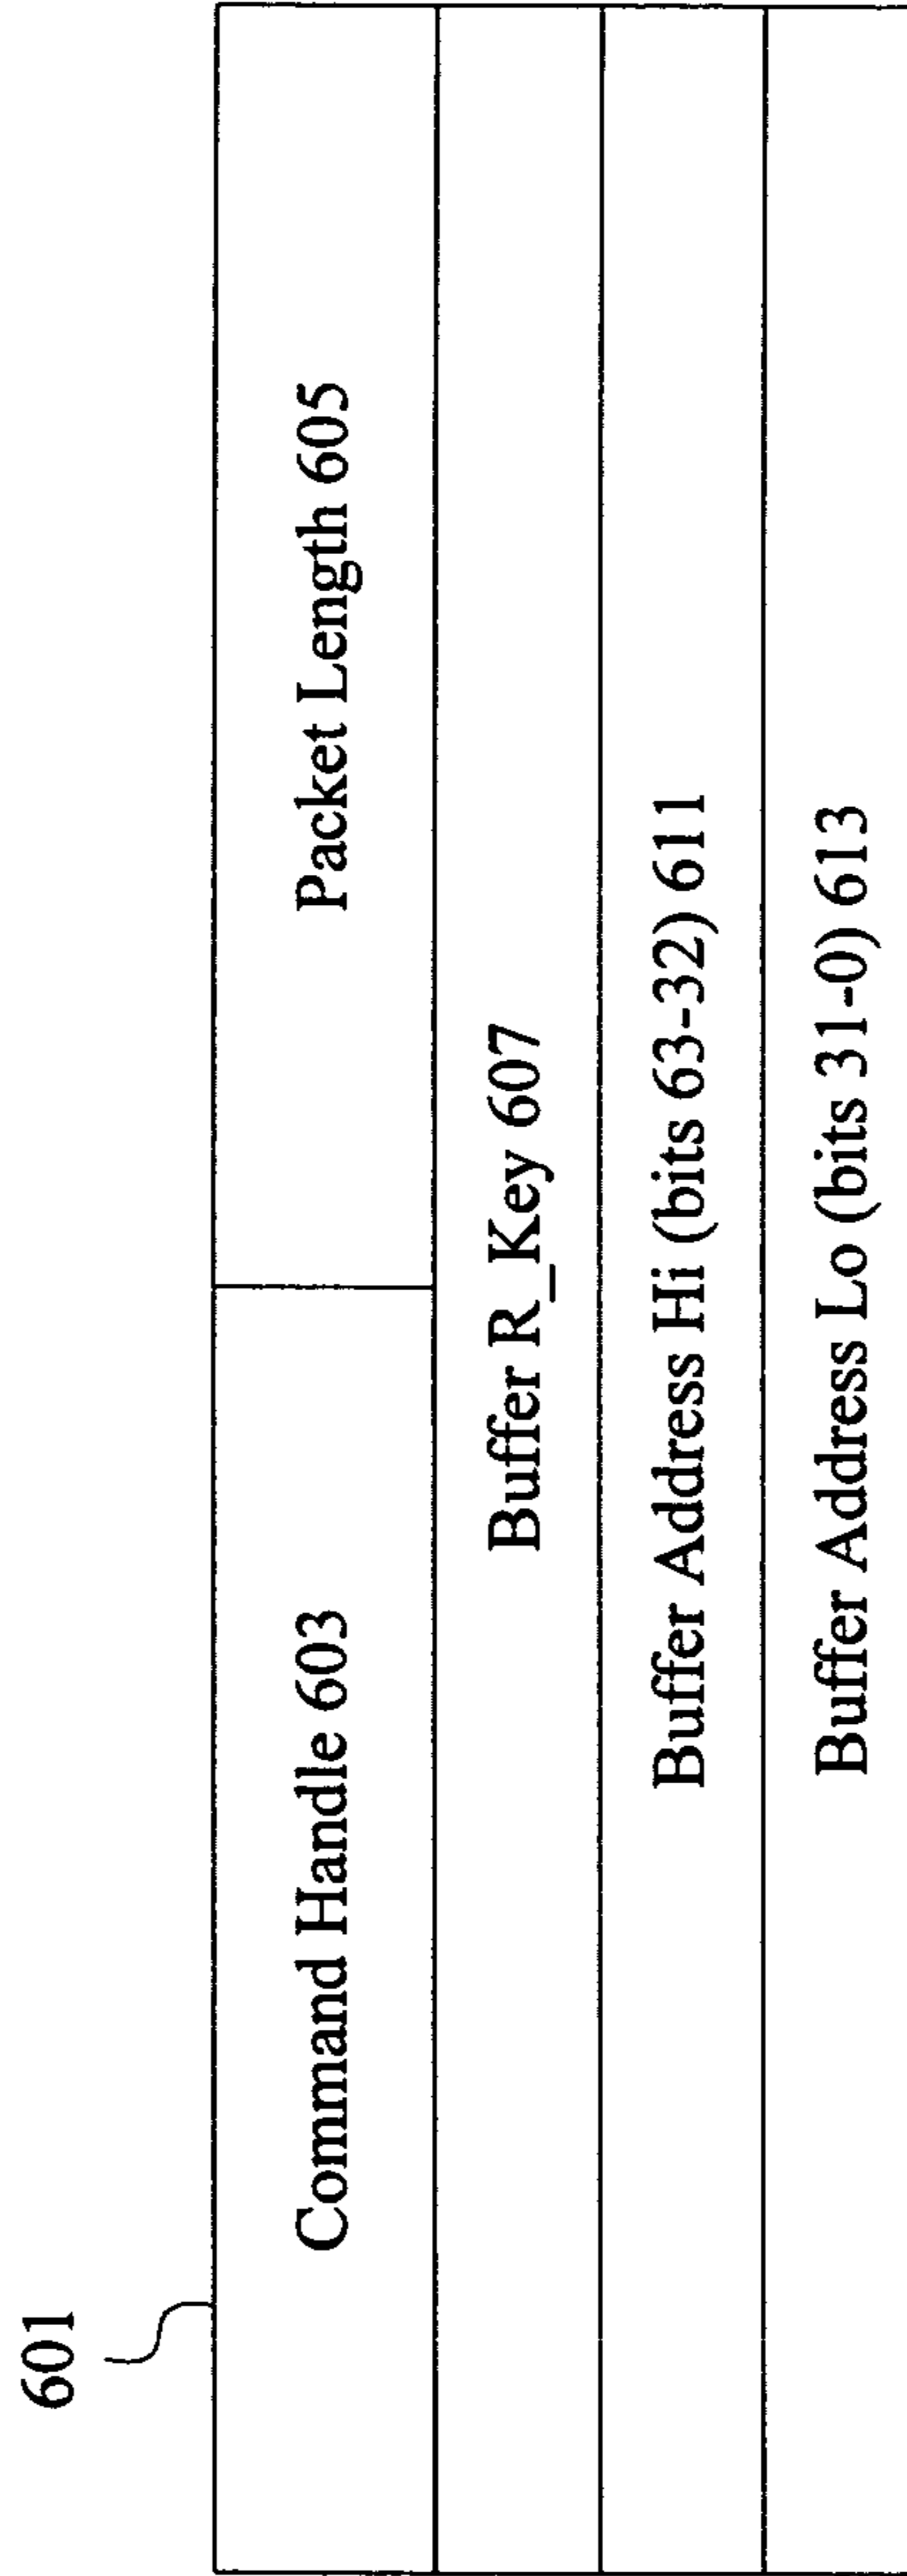 601
Command Handle 603
Packet Length 605
Buffer R_Key 607
Buffer Address Hi (bits 63-32) 611
Buffer Address Lo (bits 31-0) 613